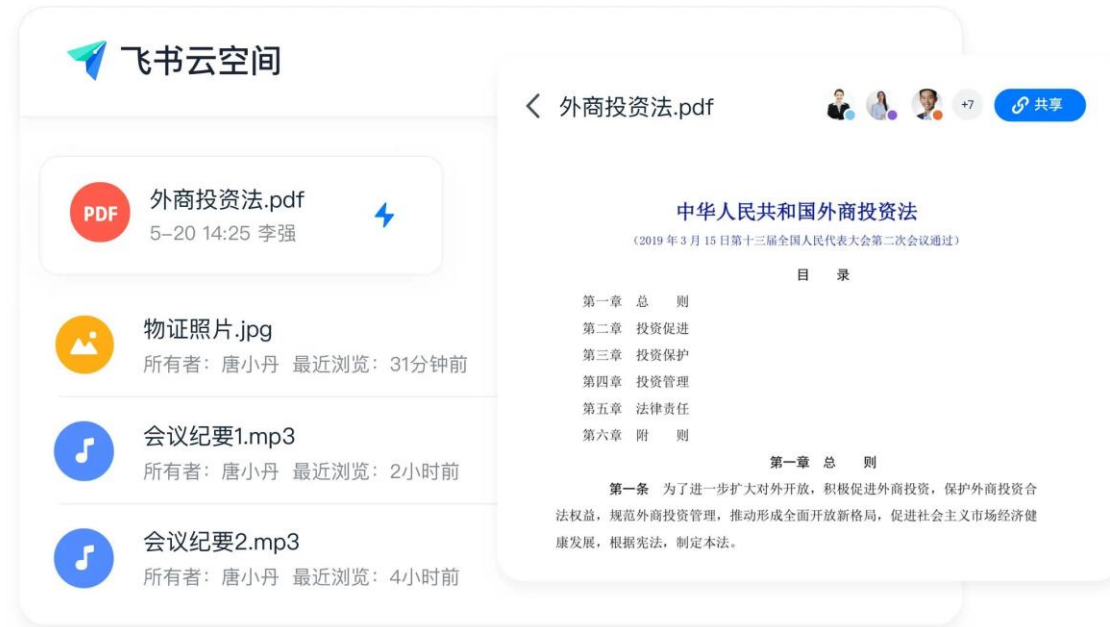 飞书云空间
PDF
外商投资法.pdf
5-20 14:25 李强
物证照片.jpg
所有者：唐小丹 最近浏览：31分钟前
会议纪要1.mp3
所有者：唐小丹 最近浏览：2小时前
会议纪要2.mp3
所有者：唐小丹 最近浏览：4小时前
外商投资法.pdf
+7
共享
中华人民共和国外商投资法
（2019 年 3 月 15 日第十三届全国人民代表大会第二次会议通过）
目 录
第一章 总 则
第二章 投资促进
第三章 投资保护
第四章 投资管理
第五章 法律责任
第六章 附 则
第一章 总 则
第一条 为了进一步扩大对外开放，积极促进外商投资，保护外商投资合
法权益，规范外商投资管理，推动形成全面开放新格局，促进社会主义市场经济健
康发展，根据宪法，制定本法。